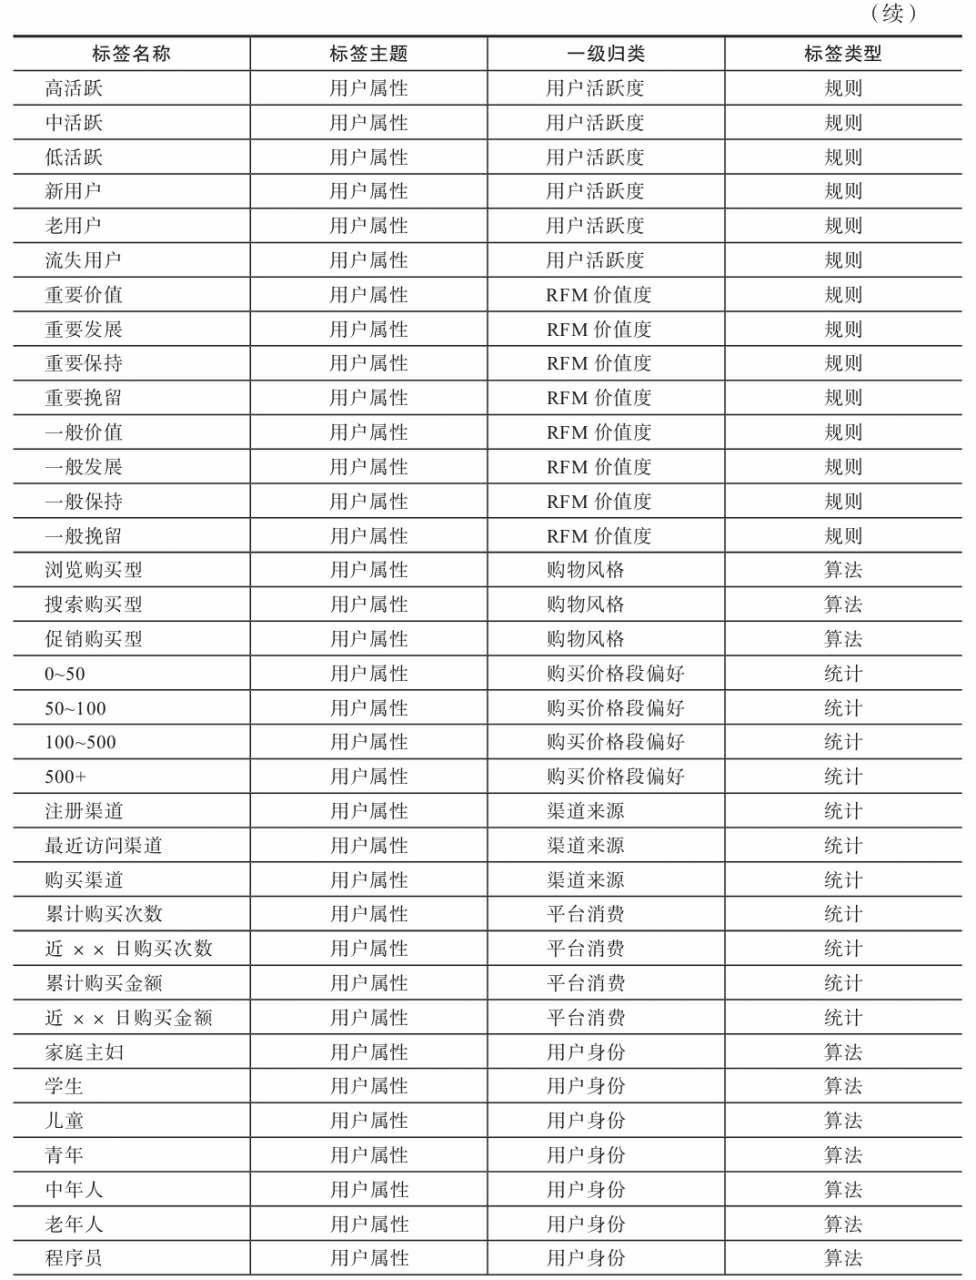 （续）
标签名称 标签主题 一级归类 标签类型
高活跃 用户属性 用户活跃度 规则
中活跃 用户属性 用户活跃度 规则
低活跃 用户属性 用户活跃度 规则
新用户 用户属性 用户活跃度 规则
老用户 用户属性 用户活跃度 规则
流失用户 用户属性 用户活跃度 规则
重要价值 用户属性 RFM 价值度 规则
重要发展 用户属性 RFM 价值度 规则
重要保持 用户属性 RFM 价值度 规则
重要挽留 用户属性 RFM 价值度 规则
一般价值 用户属性 RFM 价值度 规则
一般发展 用户属性 RFM 价值度 规则
一般保持 用户属性 RFM 价值度 规则
一般挽留 用户属性 RFM 价值度 规则
浏览购买型 用户属性 购物风格 算法
搜索购买型 用户属性 购物风格 算法
促销购买型 用户属性 购物风格 算法
0~50 用户属性 购买价格段偏好 统计
50~100 用户属性 购买价格段偏好 统计
100~500 用户属性 购买价格段偏好 统计
500+ 用户属性 购买价格段偏好 统计
注册渠道 用户属性 渠道来源 统计
最近访问渠道 用户属性 渠道来源 统计
购买渠道 用户属性 渠道来源 统计
累计购买次数 用户属性 平台消费 统计
近 ×× 日购买次数 用户属性 平台消费 统计
累计购买金额 用户属性 平台消费 统计
近 ×× 日购买金额 用户属性 平台消费 统计
家庭主妇 用户属性 用户身份 算法
学生 用户属性 用户身份 算法
儿童 用户属性 用户身份 算法
青年 用户属性 用户身份 算法
中年人 用户属性 用户身份 算法
老年人 用户属性 用户身份 算法
程序员 用户属性 用户身份 算法